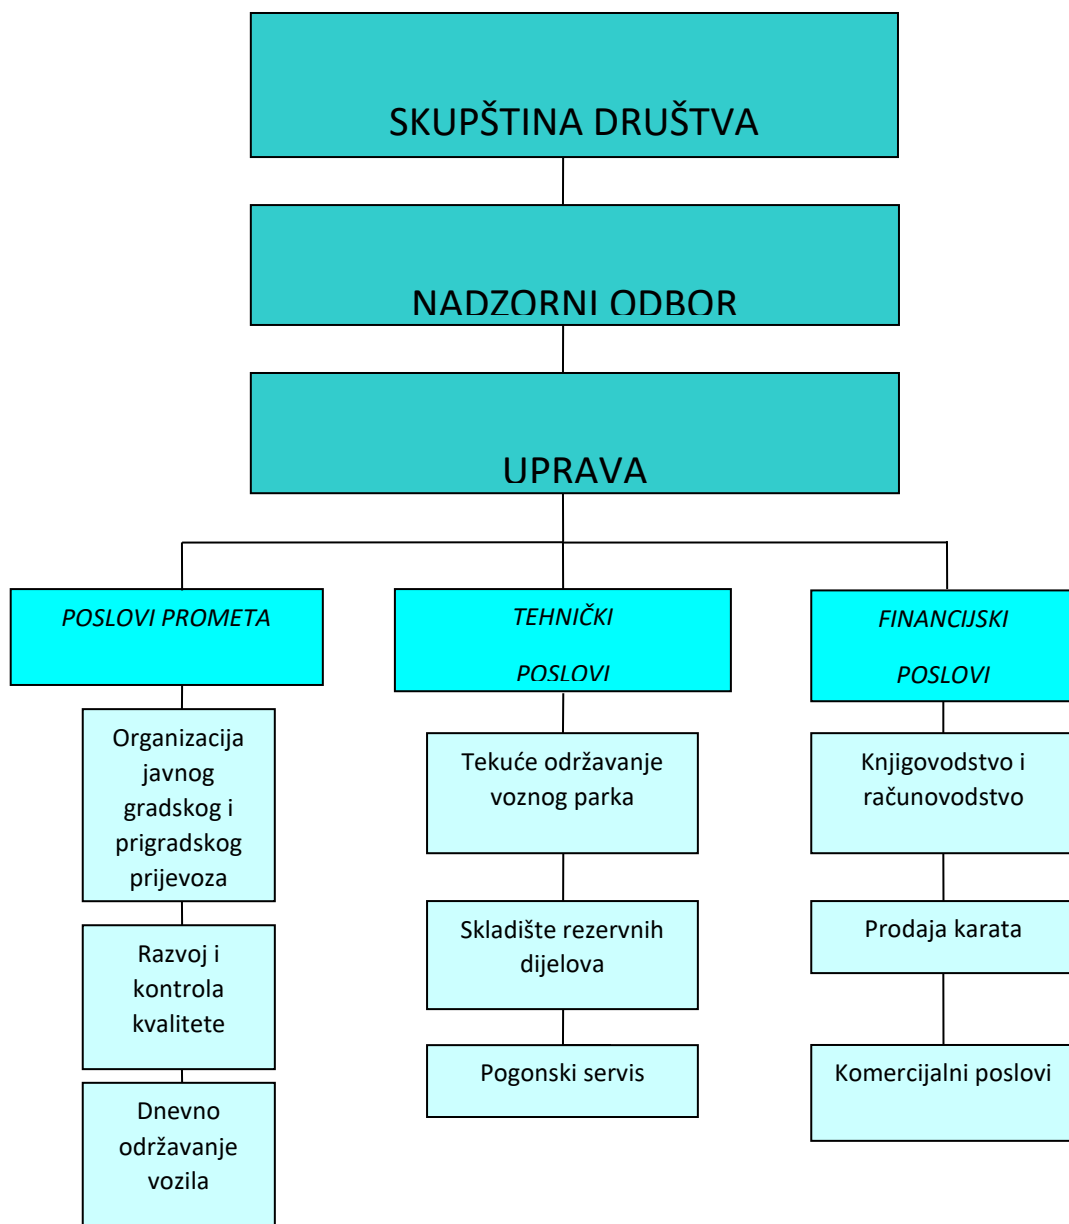 SKUPŠTINA DRUŠTVA
NADZORNI ODBOR
UPRAVA
POSLOVI PROMETA
Organizacija
javnog
gradskog i
prigradskog
prijevoza
Razvoj i
kontrola
kvalitete
Dnevno
održavanje
vozila
TEHNIČKI
POSLOVI
Tekuće održavanje
voznog parka
Skladište rezervnih
dijelova
Pogonski servis
FINANCIJSKI
POSLOVI
Knjigovodstvo i
računovodstvo
Prodaja karata
Komercijalni poslovi